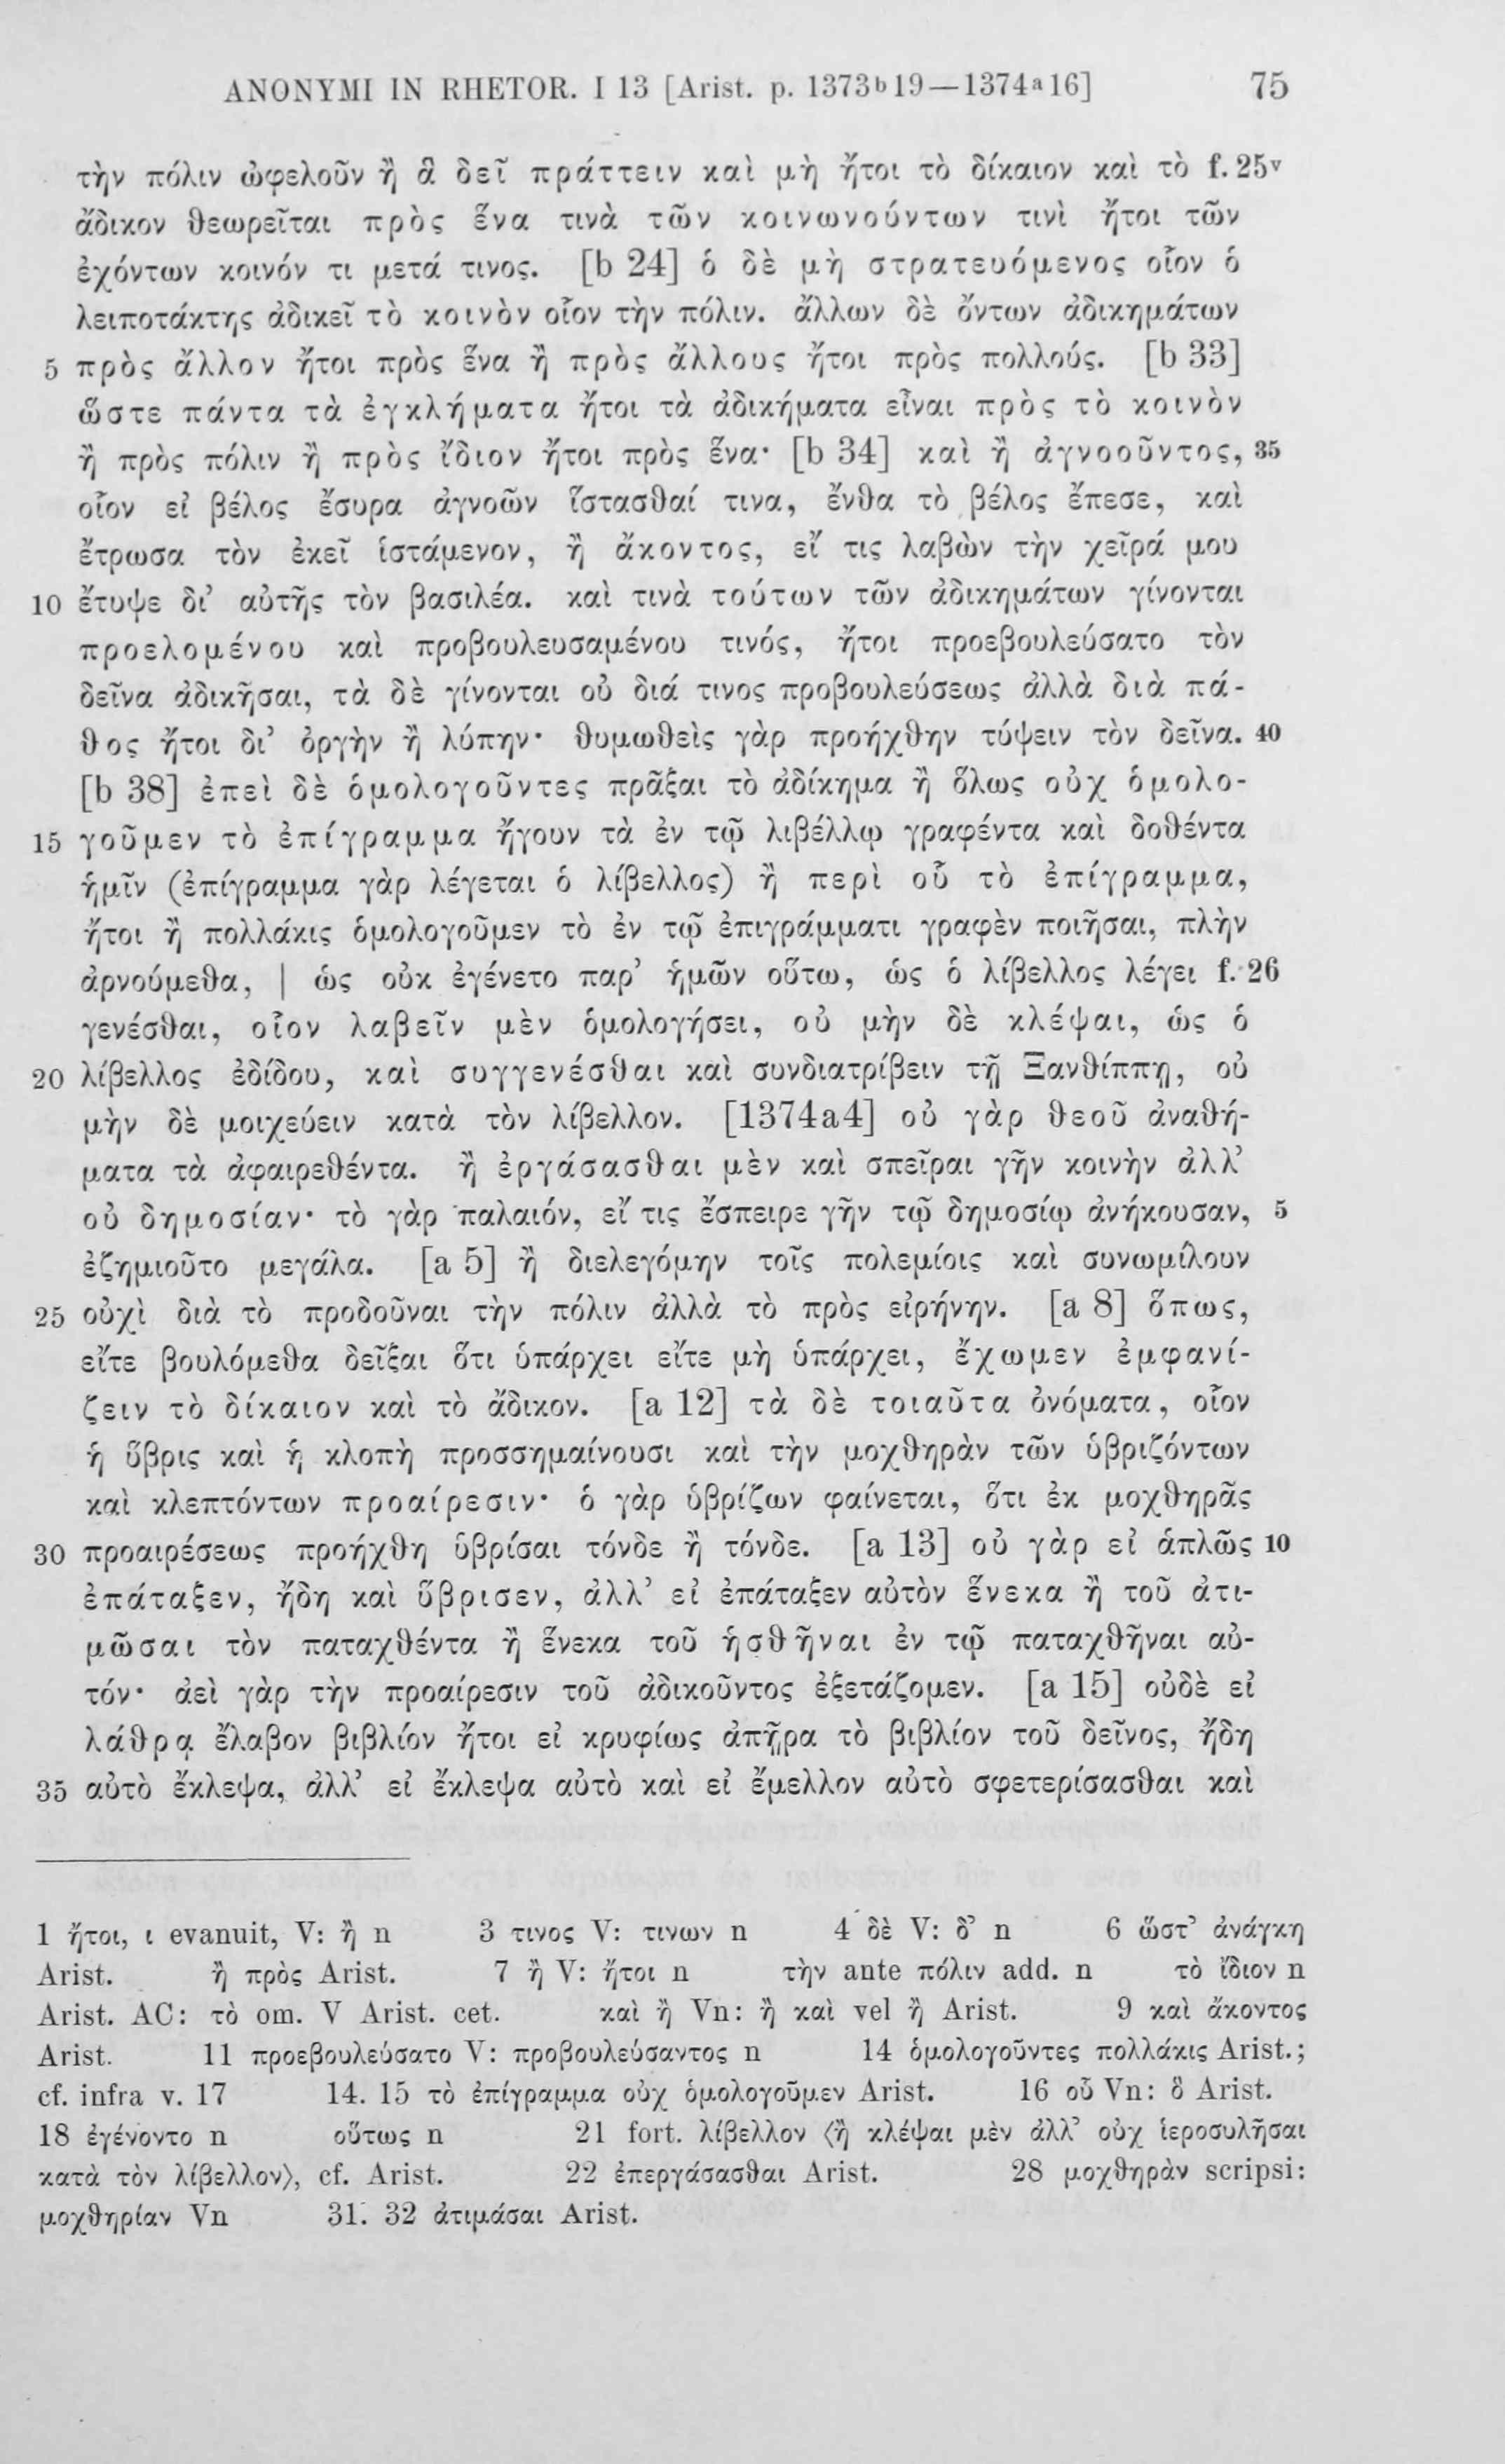 ANONYMI IN RHETOR. I 13 [Arist. p. 1373ᵇ19—1374ᵃ16] 75
τὴν πόλιν ὠφελοῦν ἢ ἃ δεῖ πράττειν καὶ μὴ ἤτοι τὸ δίκαιον καὶ τὸ f. 25ᵛ
ἄδικον θεωρεῖται πρὸς ἕνα τινὰ τῶν κοινωνούντων τινὶ ἤτοι τῶν
ἐχόντων κοινόν τι μετά τινος. [b 24] ὁ δὲ μὴ στρατευόμενος οἷον ὁ
λειποτάκτης ἀδικεῖ τὸ κοινὸν οἷον τὴν πόλιν. ἄλλων δὲ ὄντων ἀδικημάτων
5 πρὸς ἄλλον ἤτοι πρὸς ἕνα ἢ πρὸς ἄλλους ἤτοι πρὸς πολλούς. [b 33]
ὥστε πάντα τὰ ἐγκλήματα ἤτοι τὰ ἀδικήματα εἶναι πρὸς τὸ κοινὸν
ἢ πρὸς πόλιν ἢ πρὸς ἴδιον ἤτοι πρὸς ἕνα· [b 34] καὶ ἢ ἀγνοοῦντος, 35
οἷον εἰ βέλος ἔσυρα ἀγνοῶν ἵστασθαί τινα, ἔνθα τὸ βέλος ἔπεσε, καὶ
ἔτρωσα τὸν ἐκεῖ ἱστάμενον, ἢ ἄκοντος, εἴ τις λαβὼν τὴν χεῖρά μου
10 ἔτυψε δι’ αὐτῆς τὸν βασιλέα. καὶ τινὰ τούτων τῶν ἀδικημάτων γίνονται
προελομένου καὶ προβουλευσαμένου τινός, ἤτοι προεβουλεύσατο τὸν
δεῖνα ἀδικῆσαι, τὰ δὲ γίνονται οὐ διά τινος προβουλεύσεως ἀλλὰ διὰ πά-
θος ἤτοι δι’ ὀργὴν ἢ λύπην· θυμωθεὶς γὰρ προήχθην τύψειν τὸν δεῖνα. 40
[b 38] ἐπεὶ δὲ ὁμολογοῦντες πρᾶξαι τὸ ἀδίκημα ἢ ὅλως οὐχ ὁμολο-
15 γοῦμεν τὸ ἐπίγραμμα ἤγουν τὰ ἐν τῷ λιβέλλῳ γραφέντα καὶ δοθέντα
ἡμῖν (ἐπίγραμμα γὰρ λέγεται ὁ λίβελλος) ἢ περὶ οὗ τὸ ἐπίγραμμα,
ἤτοι ἢ πολλάκις ὁμολογοῦμεν τὸ ἐν τῷ ἐπιγράμματι γραφὲν ποιῆσαι, πλὴν
ἀρνούμεθα, | ὡς οὐκ ἐγένετο παρ’ ἡμῶν οὕτω, ὡς ὁ λίβελλος λέγει f. 26
γενέσθαι, οἷον λαβεῖν μὲν ὁμολογήσει, οὐ μὴν δὲ κλέψαι, ὡς ὁ
20 λίβελλος ἐδίδου, καὶ συγγενέσθαι καὶ συνδιατρίβειν τῇ Ξανθίππῃ, οὐ
μὴν δὲ μοιχεύειν κατὰ τὸν λίβελλον. [1374a4] οὐ γὰρ θεοῦ ἀναθή-
ματα τὰ ἀφαιρεθέντα. ἢ ἐργάσασθαι μὲν καὶ σπεῖραι γῆν κοινὴν ἀλλ’
οὐ δημοσίαν· τὸ γὰρ παλαιόν, εἴ τις ἔσπειρε γῆν τῷ δημοσίῳ ἀνήκουσαν, 5
ἐζημιοῦτο μεγάλα. [a 5] ἢ διελεγόμην τοῖς πολεμίοις καὶ συνωμίλουν
25 οὐχὶ διὰ τὸ προδοῦναι τὴν πόλιν ἀλλὰ τὸ πρὸς εἰρήνην. [a 8] ὅπως,
εἴτε βουλόμεθα δεῖξαι ὅτι ὑπάρχει εἴτε μὴ ὑπάρχει, ἔχωμεν ἐμφανί-
ζειν τὸ δίκαιον καὶ τὸ ἄδικον. [a 12] τὰ δὲ τοιαῦτα ὀνόματα, οἷον
ἡ ὕβρις καὶ ἡ κλοπὴ προσσημαίνουσι καὶ τὴν μοχθηρὰν τῶν ὑβριζόντων
καὶ κλεπτόντων προαίρεσιν· ὁ γὰρ ὑβρίζων φαίνεται, ὅτι ἐκ μοχθηρᾶς
30 προαιρέσεως προήχθη ὑβρίσαι τόνδε ἢ τόνδε. [a 13] οὐ γὰρ εἰ ἁπλῶς 10
ἐπάταξεν, ἤδη καὶ ὕβρισεν, ἀλλ’ εἰ ἐπάταξεν αὐτὸν ἕνεκα ἢ τοῦ ἀτι-
μῶσαι τὸν παταχθέντα ἢ ἕνεκα τοῦ ἡσθῆναι ἐν τῷ παταχθῆναι αὐ-
τόν· ἀεὶ γὰρ τὴν προαίρεσιν τοῦ ἀδικοῦντος ἐξετάζομεν. [a 15] οὐδὲ εἰ
λάθρᾳ ἔλαβον βιβλίον ἤτοι εἰ κρυφίως ἀπῇρα τὸ βιβλίον τοῦ δεῖνος, ἤδη
35 αὐτὸ ἔκλεψα, ἀλλ’ εἰ ἔκλεψα αὐτὸ καὶ εἰ ἔμελλον αὐτὸ σφετερίσασθαι καὶ
1 ἤτοι, ι evanuit, V: ἢ n 3 τινος V: τινων n 4 δὲ V: δ’ n 6 ὥστ’ ἀνάγκη
Arist. ἢ πρὸς Arist. 7 ἢ V: ἤτοι n τὴν ante πόλιν add. n τὸ ἴδιον n
Arist. AC: τὸ om. V Arist. cet. καὶ ἢ Vn: ἢ καὶ vel ἢ Arist. 9 καὶ ἄκοντος
Arist. 11 προεβουλεύσατο V: προβουλεύσαντος n 14 ὁμολογοῦντες πολλάκις Arist.;
cf. infra v. 17 14. 15 τὸ ἐπίγραμμα οὐχ ὁμολογοῦμεν Arist. 16 οὗ Vn: ὃ Arist.
18 ἐγένοντο n οὕτως n 21 fort. λίβελλον ⟨ἢ κλέψαι μὲν ἀλλ’ οὐχ ἱεροσυλῆσαι
κατὰ τὸν λίβελλον⟩, cf. Arist. 22 ἐπεργάσασθαι Arist. 28 μοχθηρὰν scripsi:
μοχθηρίαν Vn 31. 32 ἀτιμάσαι Arist.